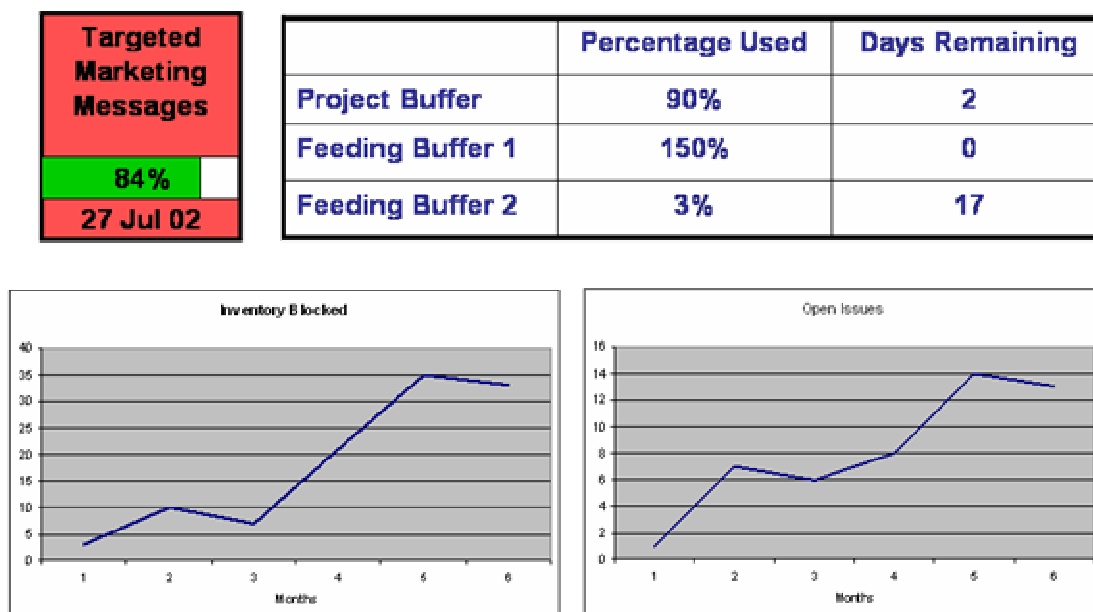 Targeted
Marketing
Messages
84%
27 Jul 02
Percentage Used Days Remaining
Project Buffer 90% 2
Feeding Buffer 1 150% 0
Feeding Buffer 2 3% 17
Inventory Blocked
40
35
30
25
20
15
10
5
0
1 2 3 4 5 6
Months
Open Issues
16
14
12
10
8
6
4
2
0
1 2 3 4 5 6
Months